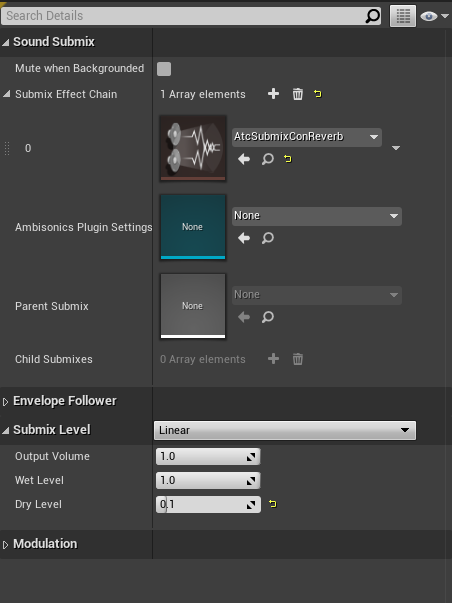 Search Details
Sound Submix
Mute when Backgrounded
Submix Effect Chain 1 Array elements
0 AtcSubmixConReverb
Ambisonics Plugin Settings None None
Parent Submix None None
Child Submixes 0 Array elements
Envelope Follower
Submix Level Linear
Output Volume 1.0
Wet Level 1.0
Dry Level 0.1
Modulation